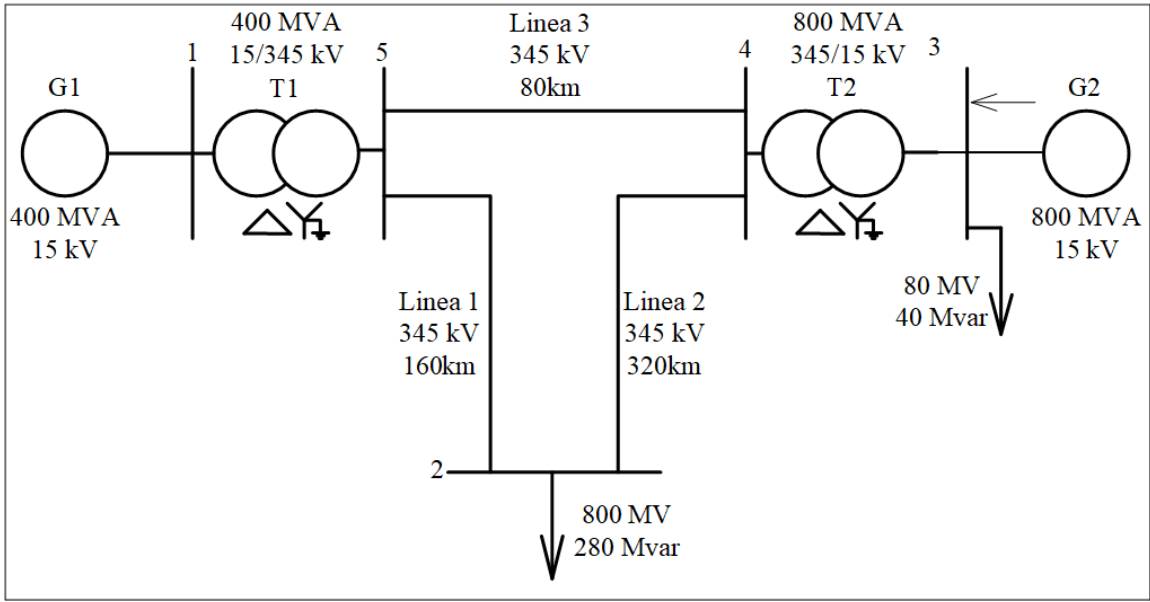 400 MVA
15/345 kV
T1
Linea 3
345 kV
80km
800 MVA
345/15 kV
T2
1
5
4
3
G1
G2
400 MVA
15 kV
800 MVA
15 kV
80 MV
40 Mvar
Linea 1
345 kV
160km
Linea 2
345 kV
320km
2
800 MV
280 Mvar